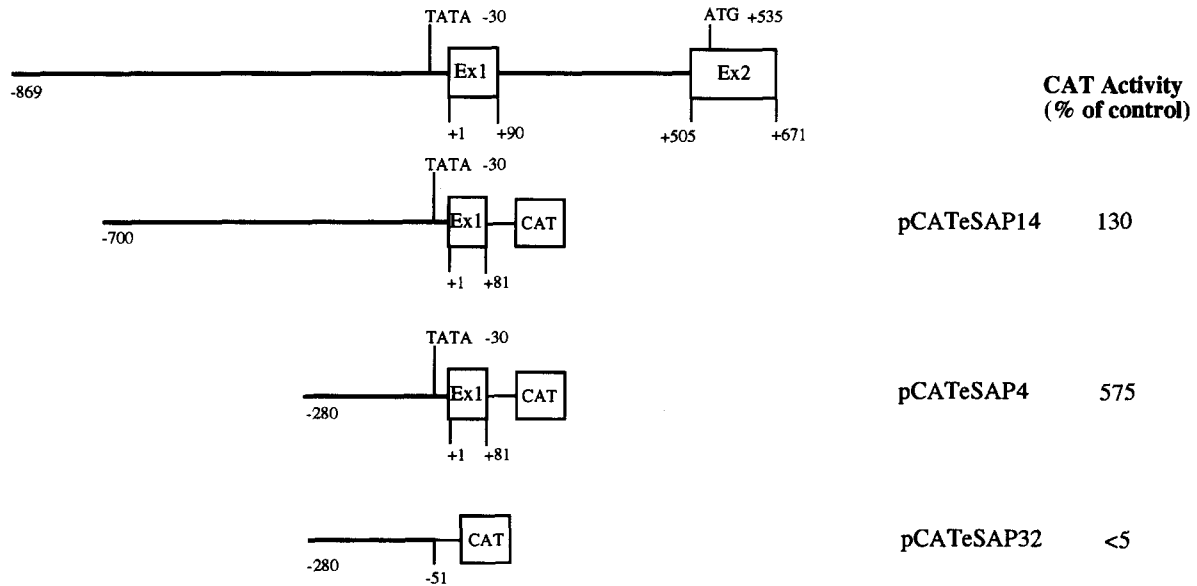 TATA -30
ATG +535
Ex1
Ex2
-869
+1
+90
+505
+671
CAT Activity
(% of control)
TATA -30
Ex1
CAT
-700
+1
+81
pCATeSAP14 130
TATA -30
Ex1
CAT
-280
+1
+81
pCATeSAP4 575
CAT
-280
-51
pCATeSAP32 <5